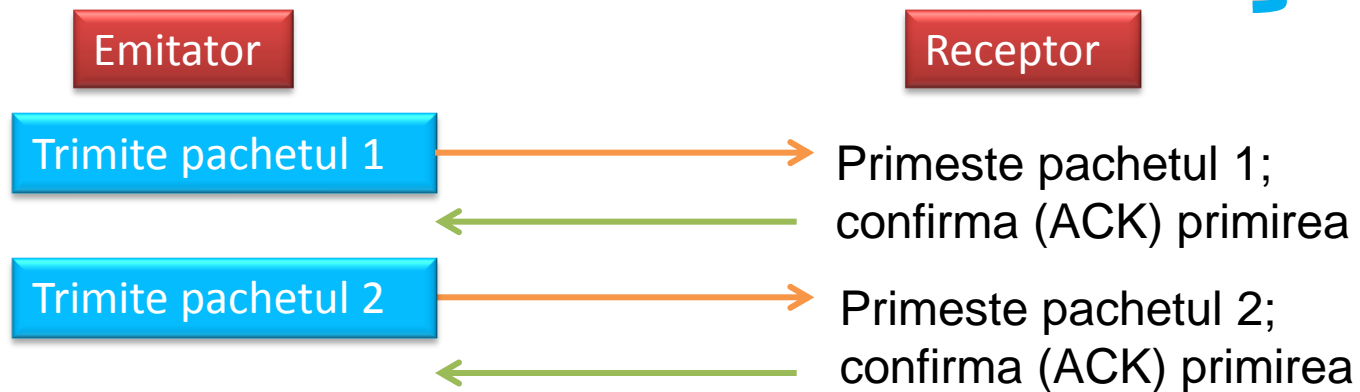 Emitator
Receptor
Trimite pachetul 1
Primeste pachetul 1;
confirma (ACK) primirea
Trimite pachetul 2
Primeste pachetul 2;
confirma (ACK) primirea